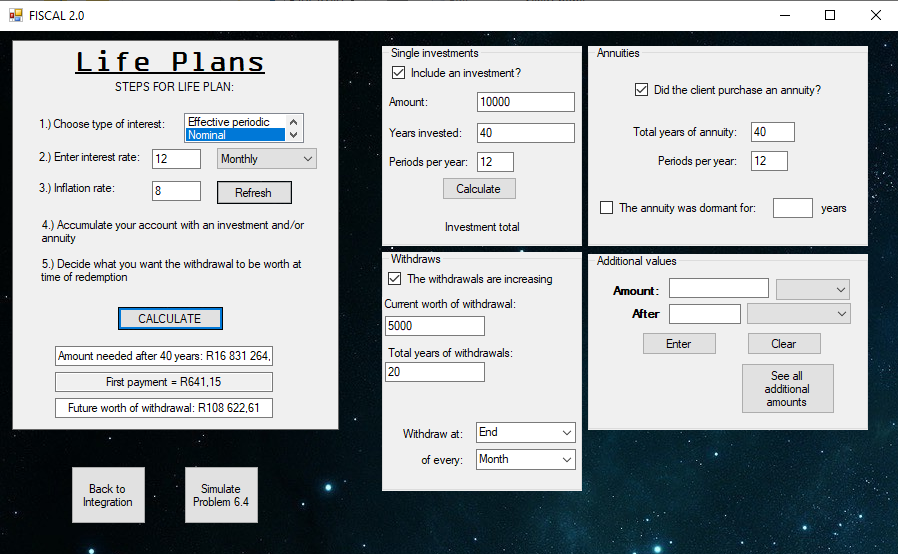 FISCAL 2.0
Life Plans
STEPS FOR LIFE PLAN:
1.) Choose type of interest:
Effective periodic
Nominal
2.) Enter interest rate:
12
Monthly
3.) Inflation rate:
8
Refresh
4.) Accumulate your account with an investment and/or
annuity
5.) Decide what you want the withdrawal to be worth at
time of redemption
CALCULATE
Amount needed after 40 years: R16 831 264,
First payment = R641,15
Future worth of withdrawal: R108 622,61
Back to
Integration
Simulate
Problem 6.4
Single investments
Include an investment?
Amount:
10000
Years invested:
40
Periods per year:
12
Calculate
Investment total
Withdraws
The withdrawals are increasing
Current worth of withdrawal:
5000
Total years of withdrawals:
20
Withdraw at:
End
of every:
Month
Annuities
Did the client purchase an annuity?
Total years of annuity:
40
Periods per year:
12
The annuity was dormant for:
years
Additional values
Amount:
After
Enter
Clear
See all
additional
amounts